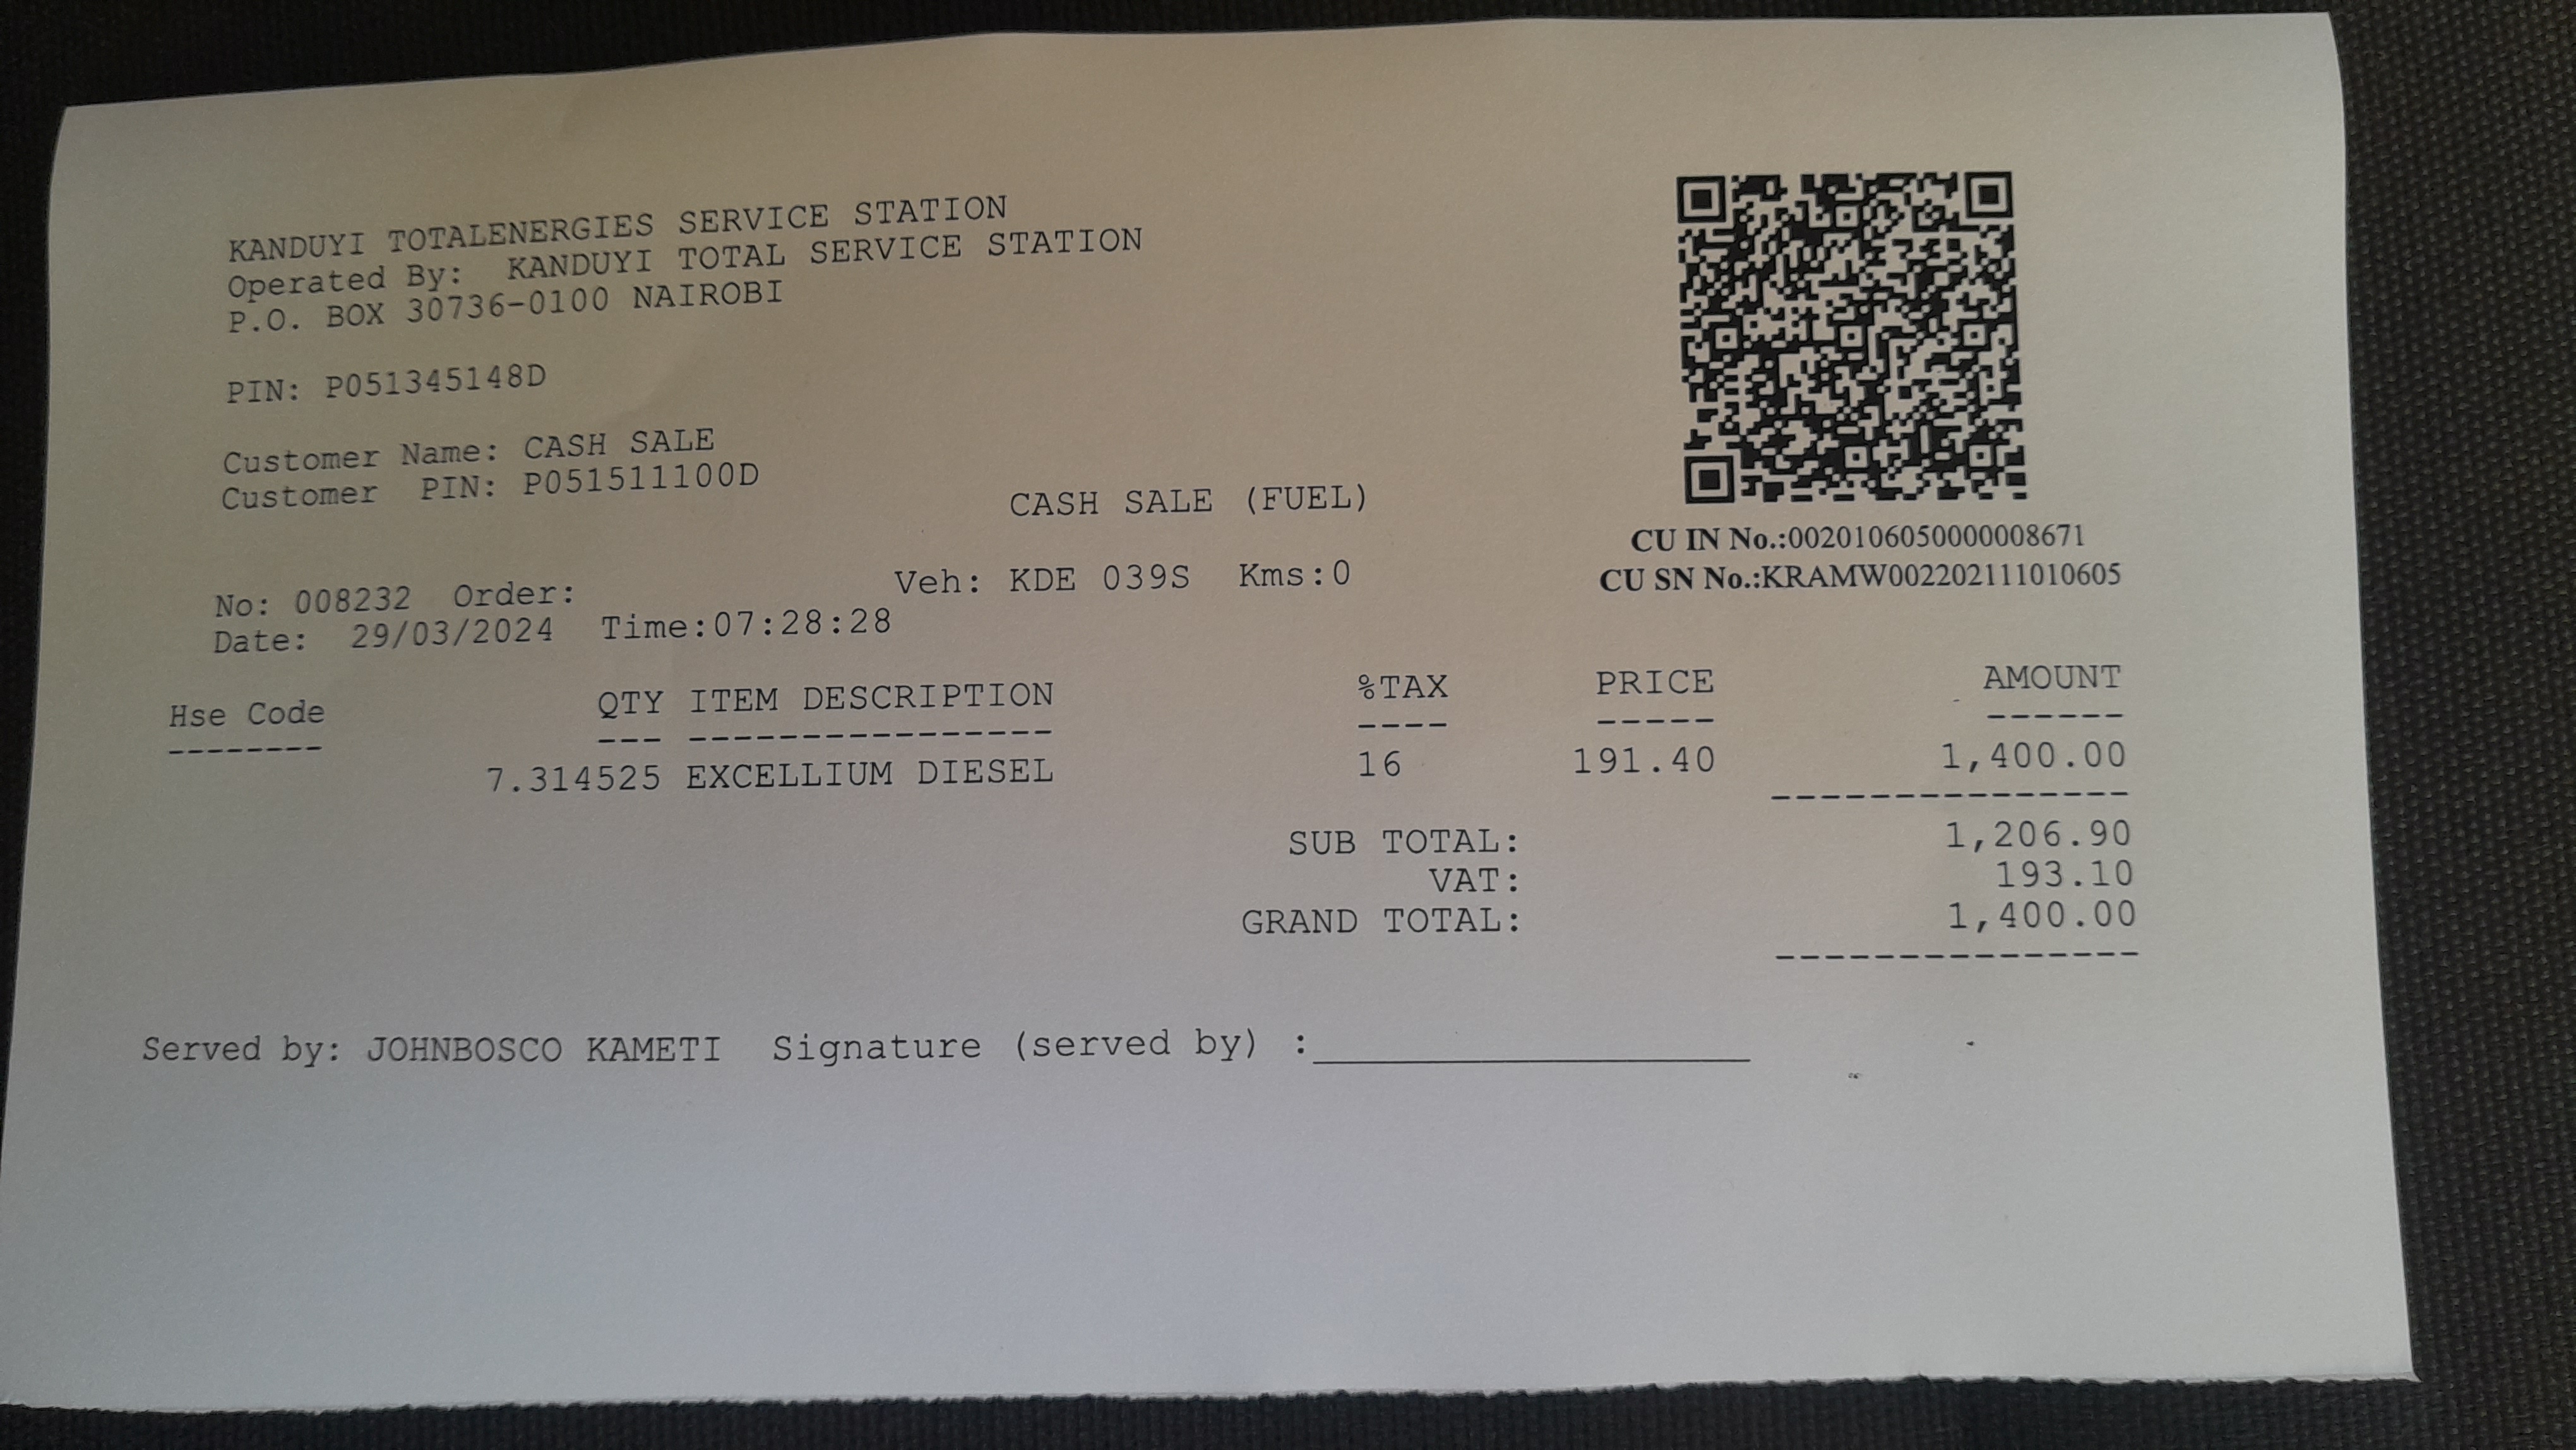 KANDUYI TOTALENERGIES SERVICE STATION
Operated By: KANDUYI TOTAL SERVICE STATION
P.O. BOX 30736-0100 NAIROBI
PIN: P051345148D
Customer Name: CASH SALE
Customer PIN: P051511100D
CASH SALE (FUEL)
CU IN No.:0020106050000008671
CU SN No.:KRAMW002202111010605
No: 008232 Order: Veh: KDE 039S Kms:0
Date: 29/03/2024 Time:07:28:28
Hse Code QTY ITEM DESCRIPTION %TAX PRICE AMOUNT
-------- --- ---------------- ---- ----- ------
7.314525 EXCELLIUM DIESEL 16 191.40 1,400.00
---------------
SUB TOTAL: 1,206.90
VAT: 193.10
GRAND TOTAL: 1,400.00
---------------
Served by: JOHNBOSCO KAMETI Signature (served by) :__________________